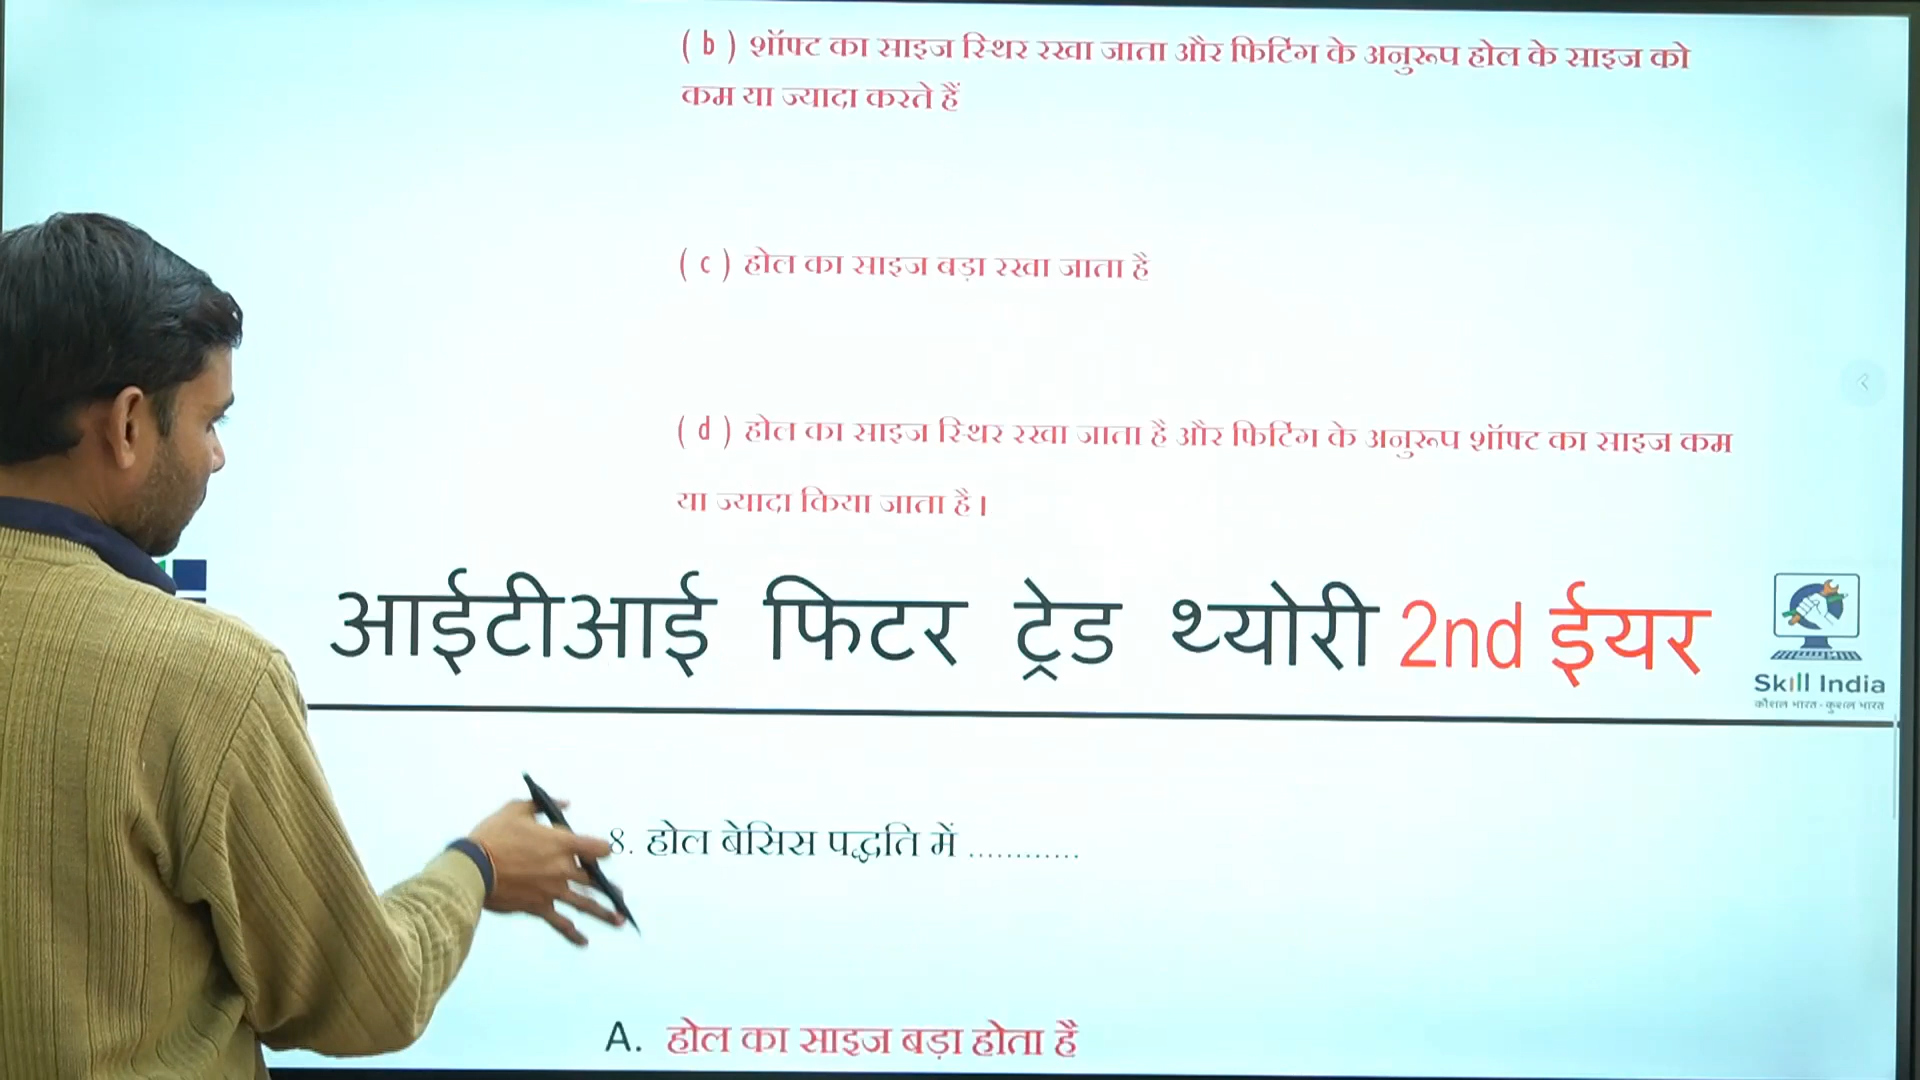 ( b ) शॉफ्ट का साइज स्थिर रखा जाता और फिटिंग के अनुरूप होल के साइज को
कम या ज्यादा करते हैं
( c ) होल का साइज बड़ा रखा जाता है
( d ) होल का साइज स्थिर रखा जाता है और फिटिंग के अनुरूप शॉफ्ट का साइज कम
या ज्यादा किया जाता है।
आईटीआई फिटर ट्रेड थ्योरी 2nd ईयर
Skill India
कौशल भारत - कुशल भारत
8. होल बेसिस पद्धति में ............
A. होल का साइज बड़ा होता है